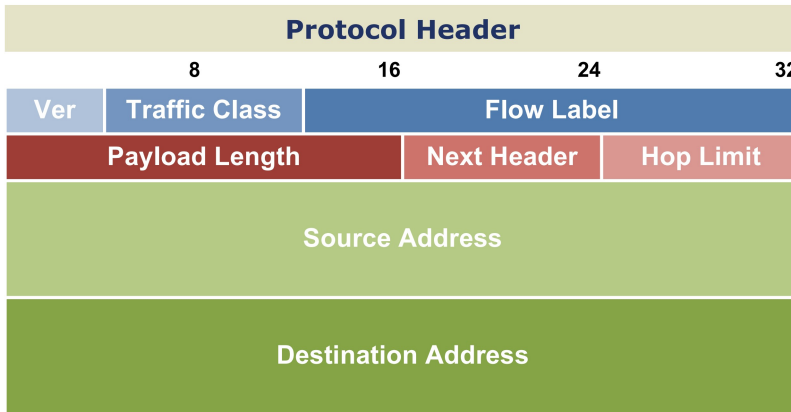 Protocol Header
8 16 24 32
Ver Traffic Class Flow Label
Payload Length Next Header Hop Limit
Source Address
Destination Address